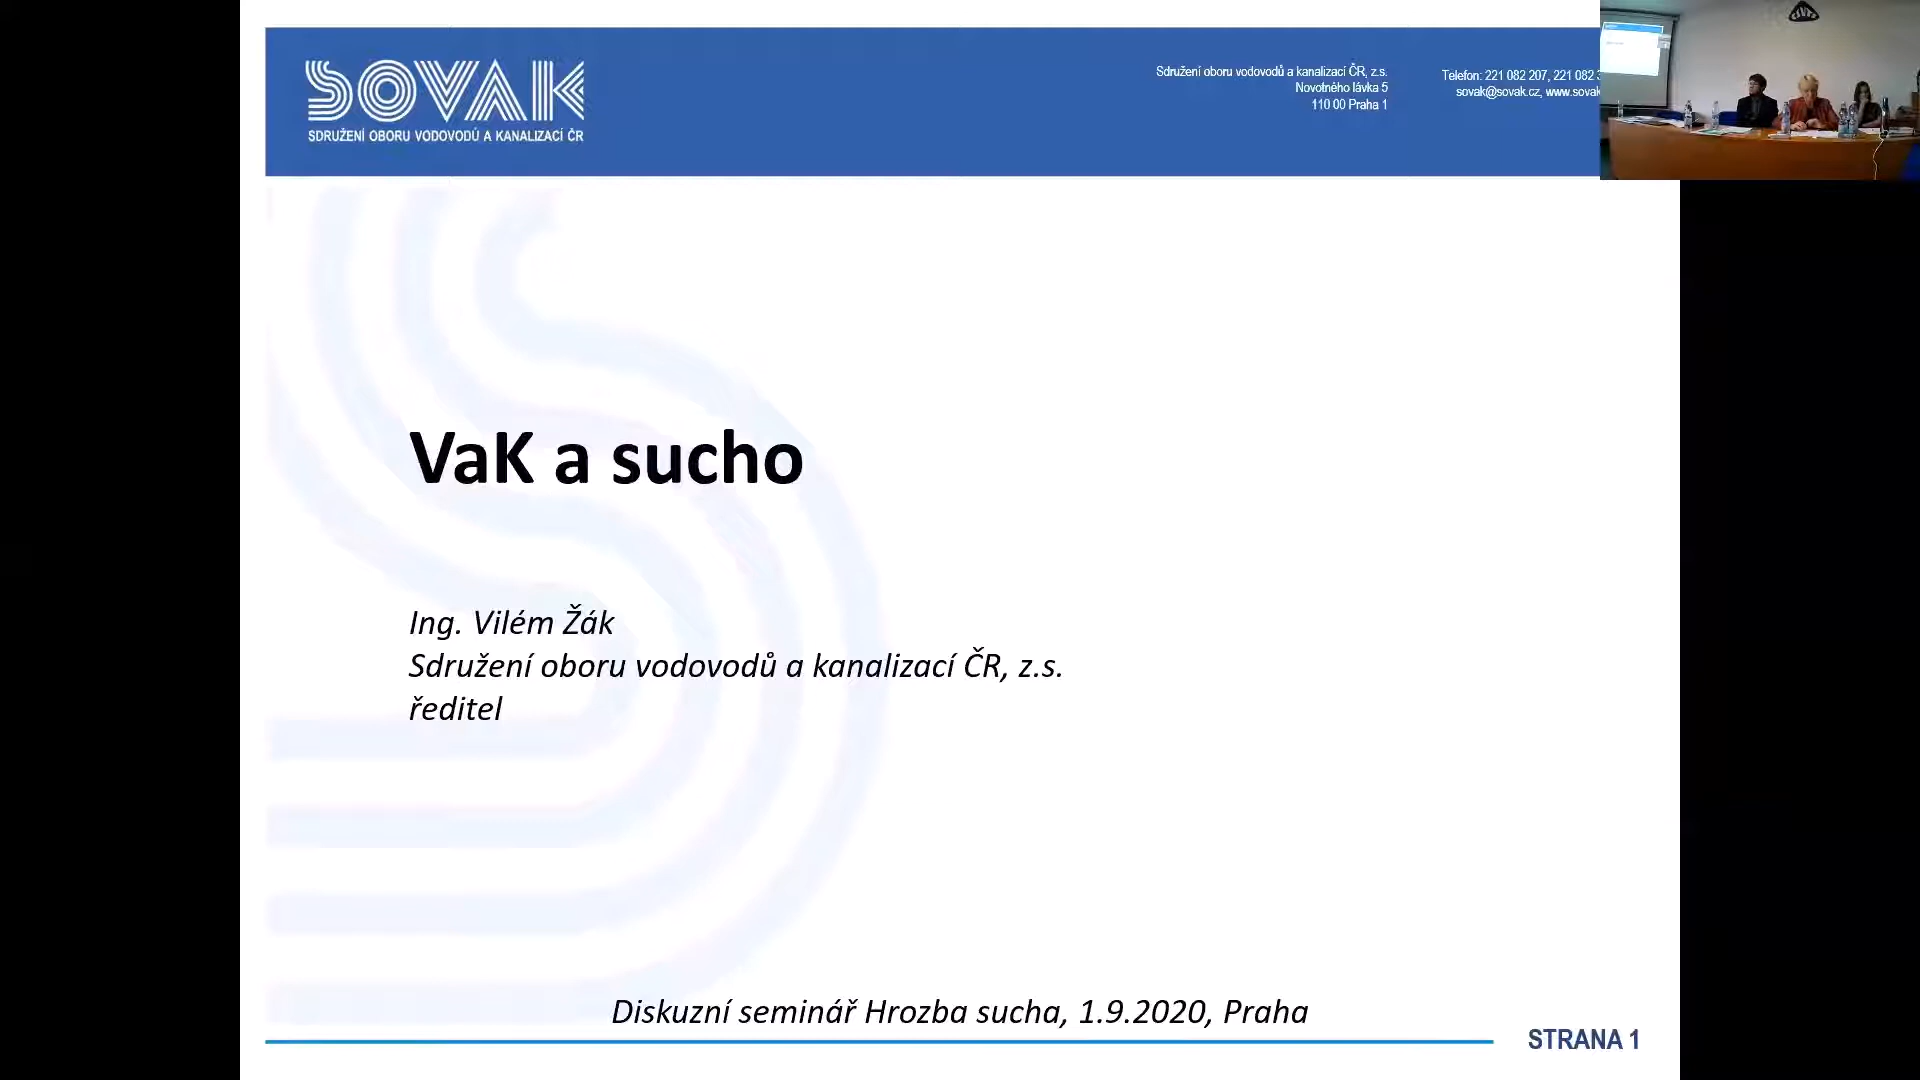 SOVAK
SDRUŽENÍ OBORU VODOVODŮ A KANALIZACÍ ČR
Sdružení oboru vodovodů a kanalizací ČR, z.s.
Novotného lávka 5
110 00 Praha 1
Telefon: 221 082 207, 221 082
sovak@sovak.cz, www.sovak
VaK a sucho
Ing. Vilém Žák
Sdružení oboru vodovodů a kanalizací ČR, z.s.
ředitel
Diskuzní seminář Hrozba sucha, 1.9.2020, Praha
STRANA 1